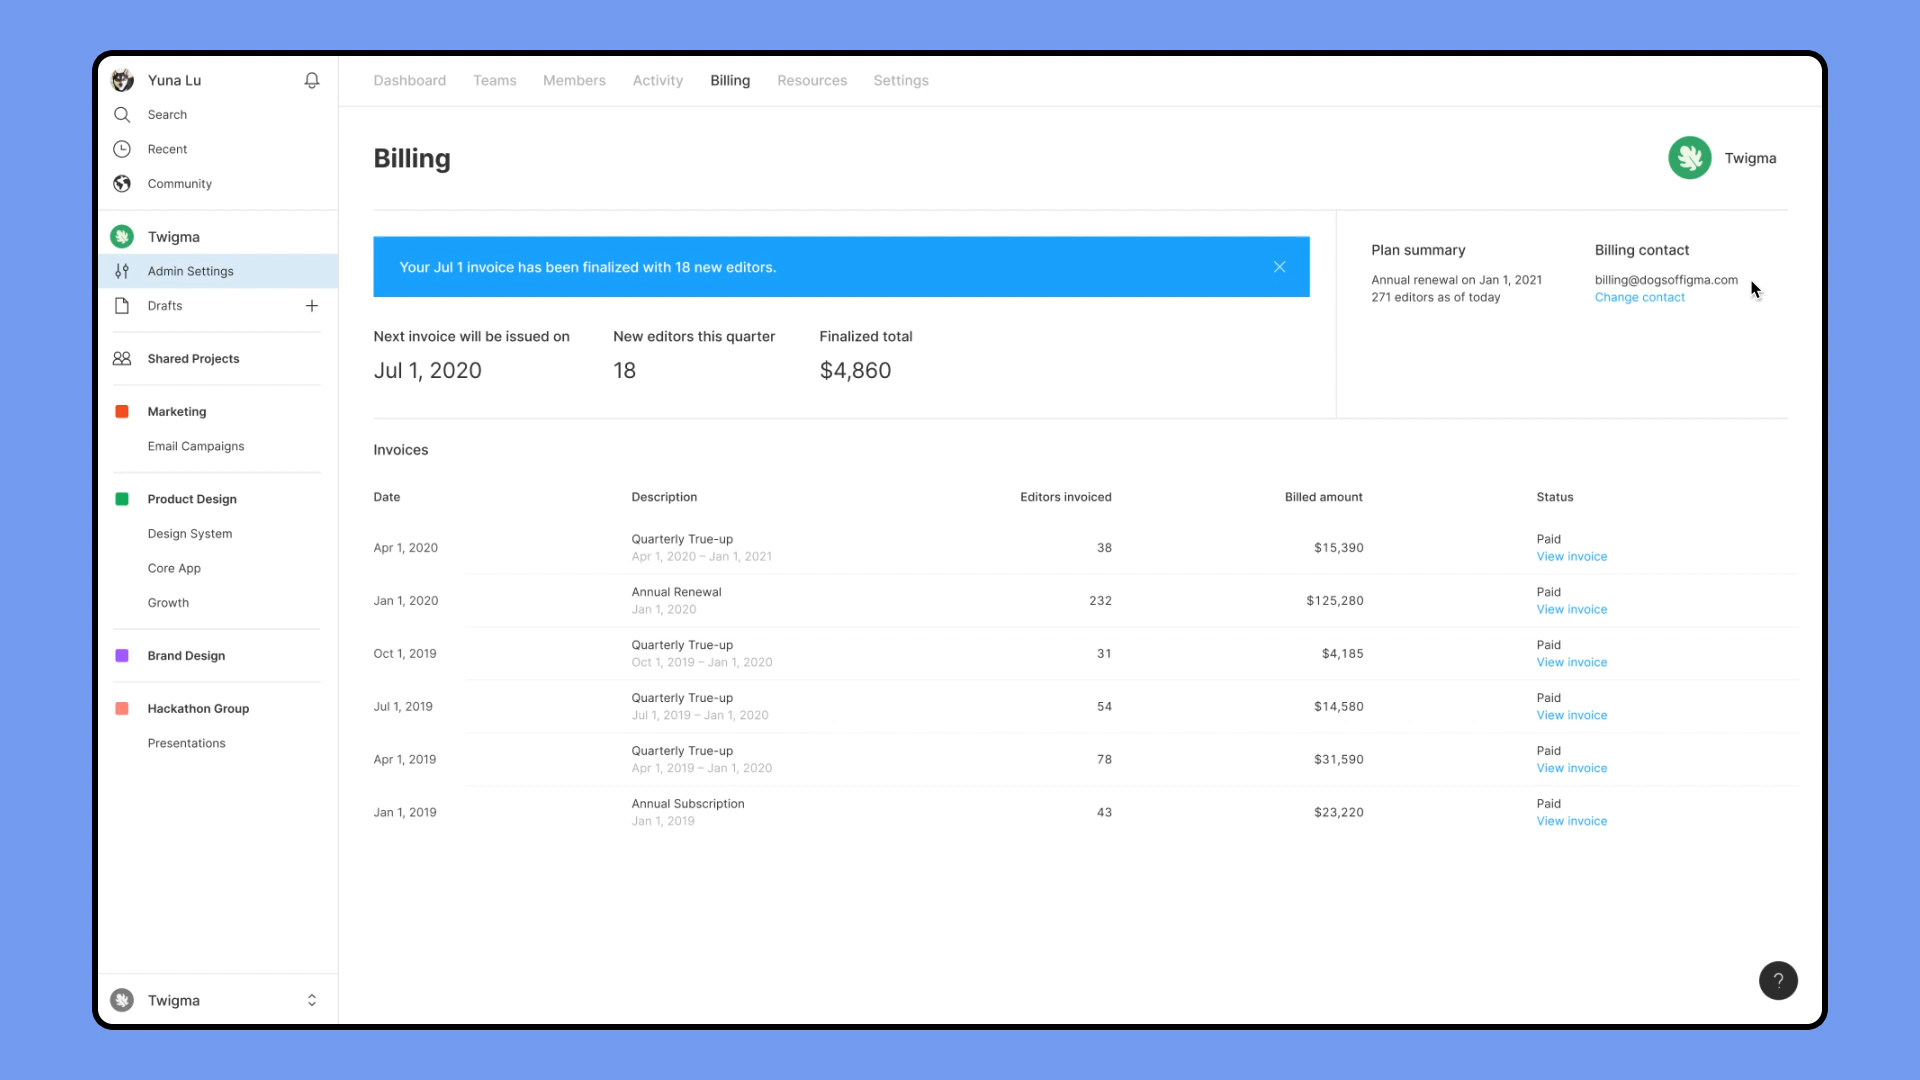 Yuna Lu
Search
Recent
Community
Twigma
Admin Settings
Drafts
Shared Projects
Marketing
Email Campaigns
Product Design
Design System
Core App
Growth
Brand Design
Hackathon Group
Presentations
Twigma
Dashboard Teams Members Activity Billing Resources Settings
Billing
Twigma
Your Jul 1 invoice has been finalized with 18 new editors.
Next invoice will be issued on
Jul 1, 2020
New editors this quarter
18
Finalized total
$4,860
Plan summary
Annual renewal on Jan 1, 2021
271 editors as of today
Billing contact
billing@dogsoffigma.com
Change contact
Invoices
Date Description Editors invoiced Billed amount Status
Apr 1, 2020 Quarterly True-up 38 $15,390 Paid
Apr 1, 2020 – Jan 1, 2021 View invoice
Jan 1, 2020 Annual Renewal 232 $125,280 Paid
Jan 1, 2020 View invoice
Oct 1, 2019 Quarterly True-up 31 $4,185 Paid
Oct 1, 2019 – Jan 1, 2020 View invoice
Jul 1, 2019 Quarterly True-up 54 $14,580 Paid
Jul 1, 2019 – Jan 1, 2020 View invoice
Apr 1, 2019 Quarterly True-up 78 $31,590 Paid
Apr 1, 2019 – Jan 1, 2020 View invoice
Jan 1, 2019 Annual Subscription 43 $23,220 Paid
Jan 1, 2019 View invoice
?